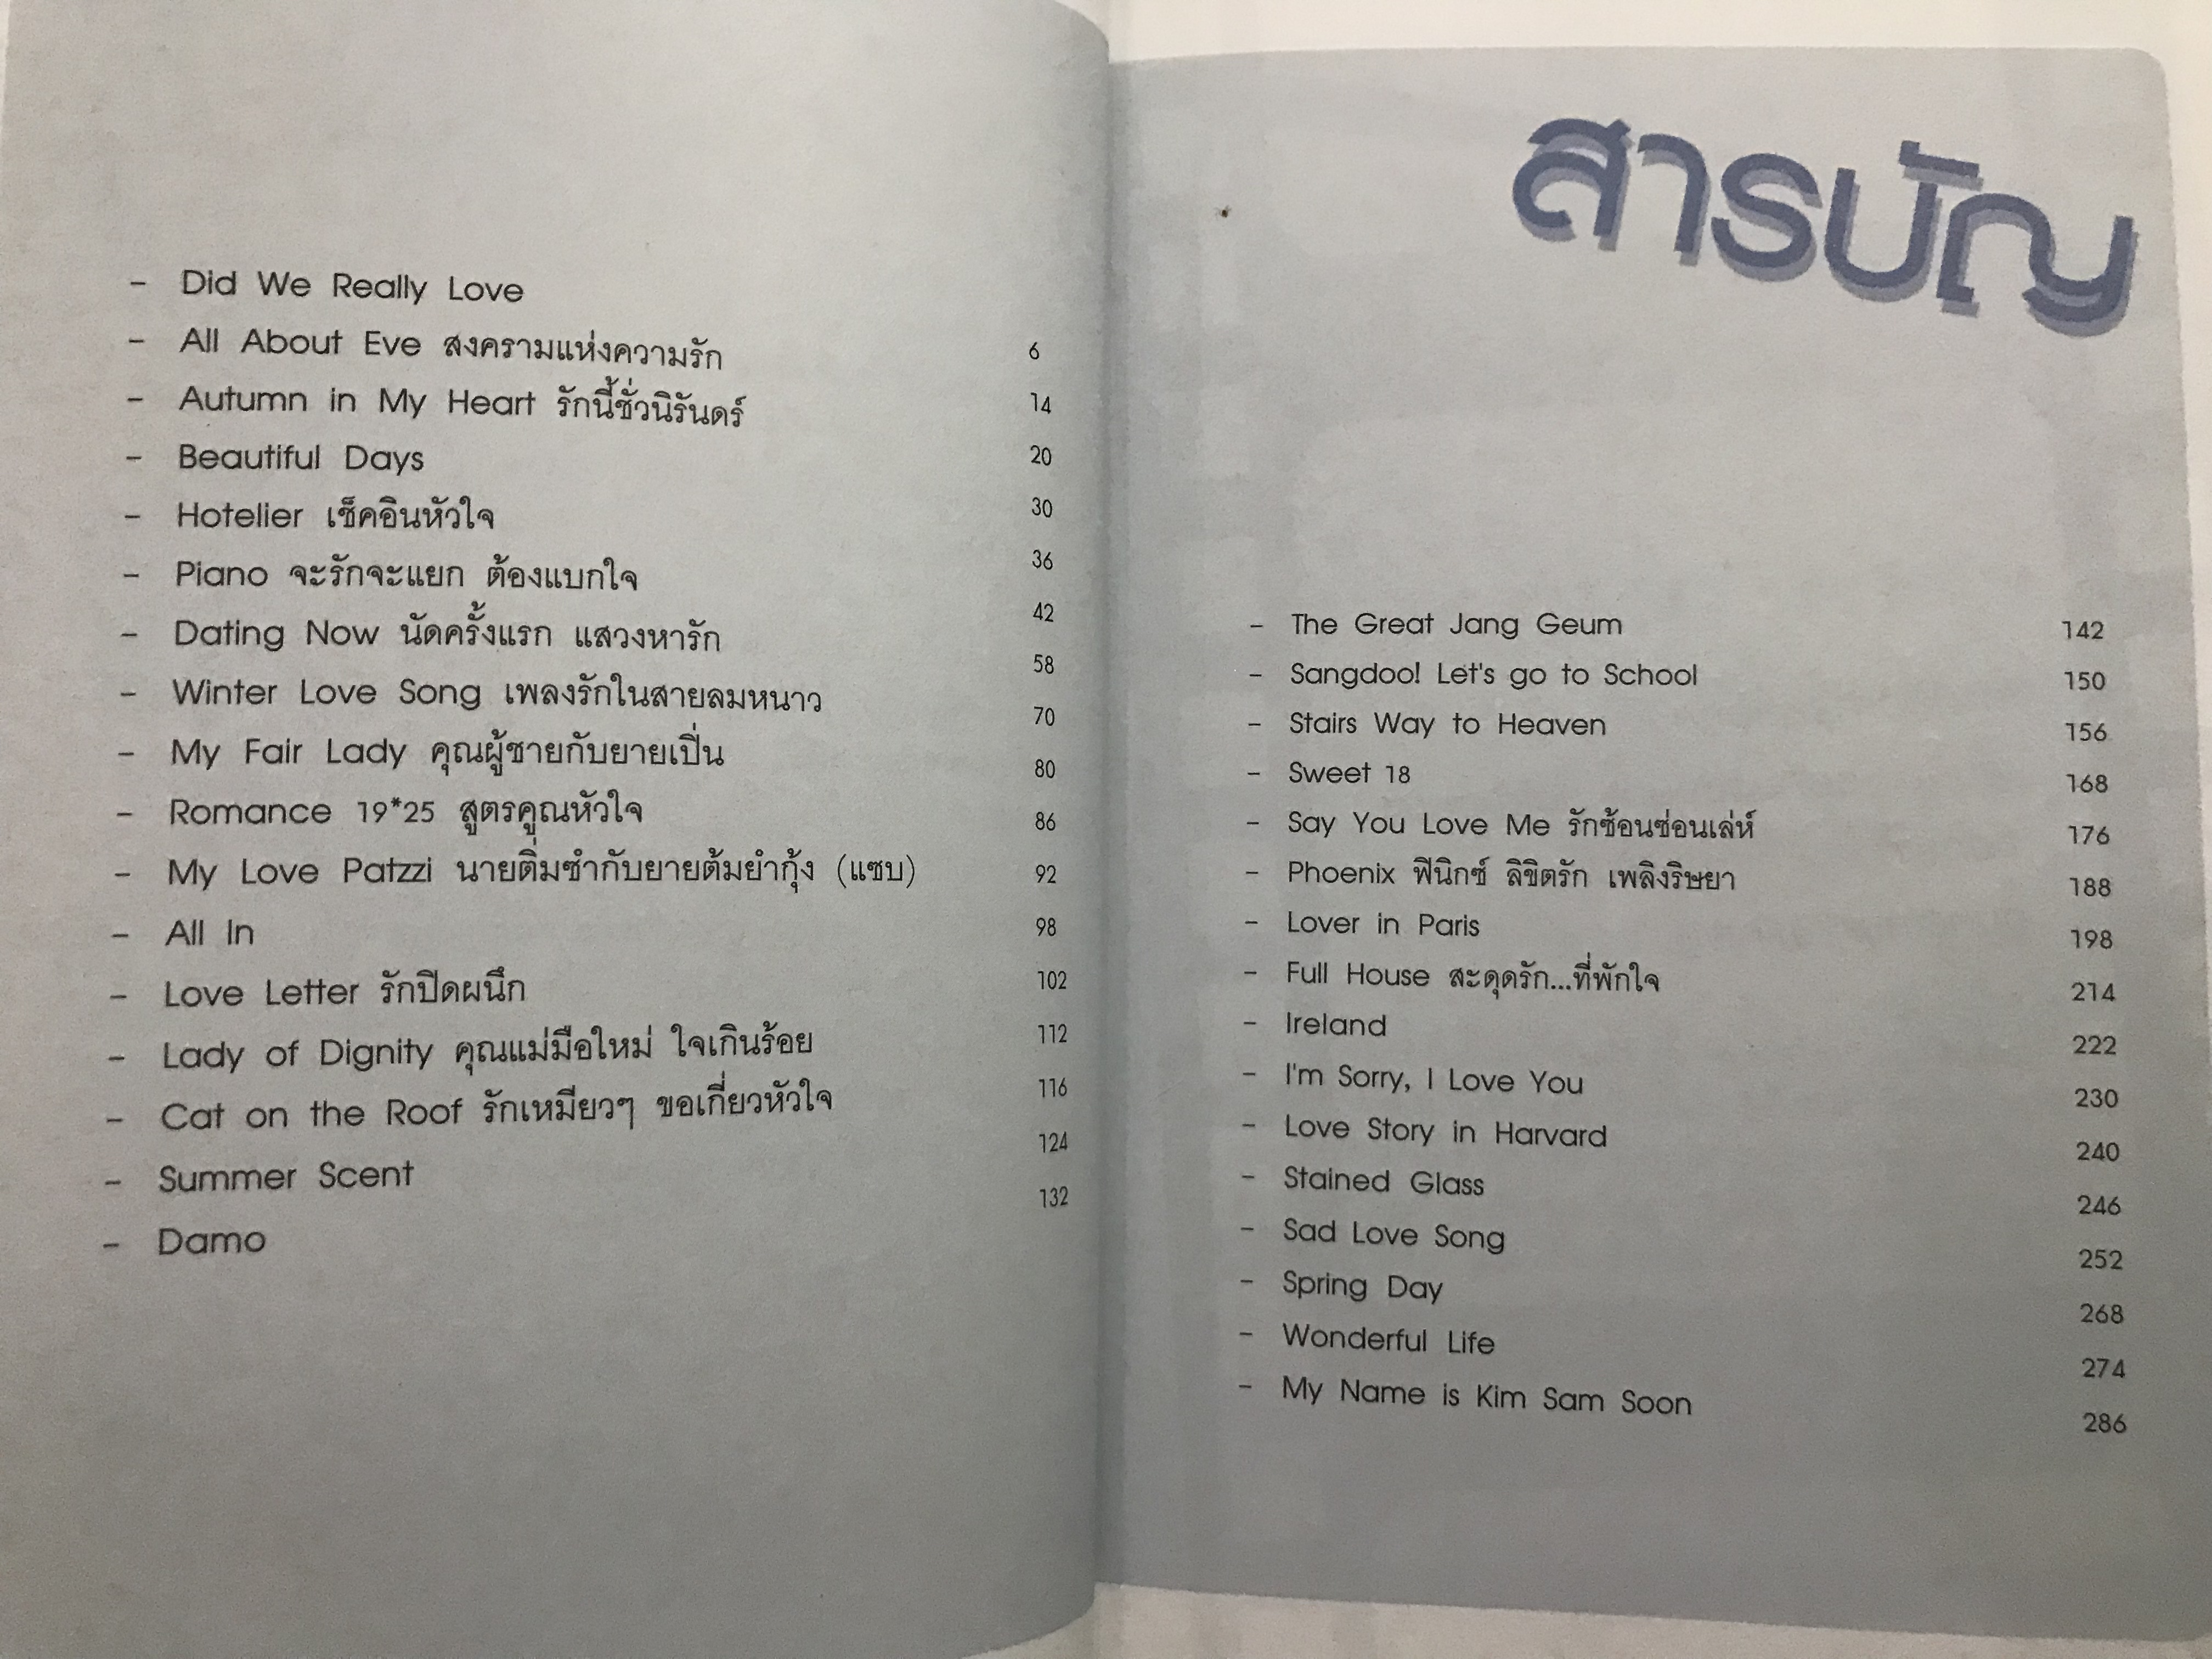 - Did We Really Love 6
- All About Eve สงครามแห่งความรัก 14
- Autumn in My Heart รักนี้ชั่วนิรันดร์ 20
- Beautiful Days 30
- Hotelier เช็คอินหัวใจ 36
- Piano จะรักจะแยก ต้องแบกใจ 42
- Dating Now นัดครั้งแรก แสวงหารัก 58
- Winter Love Song เพลงรักในสายลมหนาว 70
- My Fair Lady คุณผู้ชายกับยายเปิ่น 80
- Romance 19*25 สูตรคูณหัวใจ 86
- My Love Patzzi นายติ่มซำกับยายต้มยำกุ้ง (แซบ) 92
- All In 98
- Love Letter รักปิดผนึก 102
- Lady of Dignity คุณแม่มือใหม่ ใจเกินร้อย 112
- Cat on the Roof รักเหมียวๆ ขอเกี่ยวหัวใจ 116
- Summer Scent 124
- Damo 132
สารบัญ
- The Great Jang Geum 142
- Sangdoo! Let's go to School 150
- Stairs Way to Heaven 156
- Sweet 18 168
- Say You Love Me รักซ้อนซ่อนเล่ห์ 176
- Phoenix ฟินิกซ์ ลิขิตรัก เพลิงริษยา 188
- Lover in Paris 198
- Full House สะดุดรัก...ที่พักใจ 214
- Ireland 222
- I'm Sorry, I Love You 230
- Love Story in Harvard 240
- Stained Glass 246
- Sad Love Song 252
- Spring Day 268
- Wonderful Life 274
- My Name is Kim Sam Soon 286